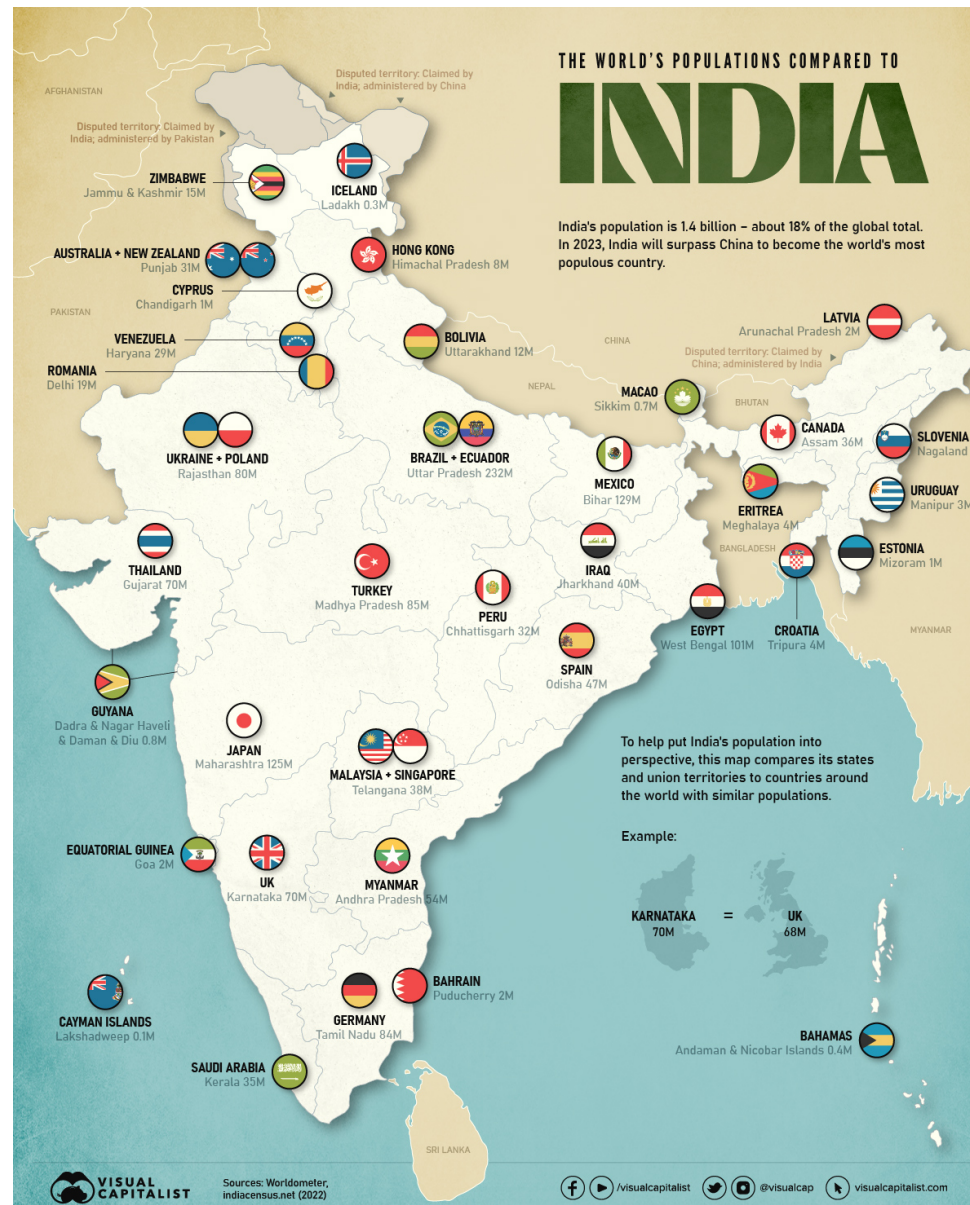 THE WORLD'S POPULATIONS COMPARED TO
INDIA
India's population is 1.4 billion – about 18% of the global total.
In 2023, India will surpass China to become the world's most
populous country.
AFGHANISTAN
Disputed territory: Claimed by
India; administered by China
Disputed territory: Claimed by
India; administered by Pakistan
ZIMBABWE
Jammu & Kashmir 15M
ICELAND
Ladakh 0.3M
AUSTRALIA + NEW ZEALAND
Punjab 31M
HONG KONG
Himachal Pradesh 8M
CYPRUS
Chandigarh 1M
PAKISTAN
VENEZUELA
Haryana 29M
BOLIVIA
Uttarakhand 12M
ROMANIA
Delhi 19M
CHINA
NEPAL
LATVIA
Arunachal Pradesh 2M
Disputed territory: Claimed by
China; administered by India
MACAO
Sikkim 0.7M
BHUTAN
UKRAINE + POLAND
Rajasthan 80M
BRAZIL + ECUADOR
Uttar Pradesh 232M
MEXICO
Bihar 129M
CANADA
Assam 36M
SLOVENIA
Nagaland
ERITREA
Meghalaya 4M
URUGUAY
Manipur 3M
BANGLADESH
THAILAND
Gujarat 70M
TURKEY
Madhya Pradesh 85M
PERU
Chhattisgarh 32M
IRAQ
Jharkhand 40M
ESTONIA
Mizoram 1M
EGYPT
West Bengal 101M
CROATIA
Tripura 4M
MYANMAR
SPAIN
Odisha 47M
GUYANA
Dadra & Nagar Haveli
& Daman & Diu 0.8M
JAPAN
Maharashtra 125M
MALAYSIA + SINGAPORE
Telangana 38M
To help put India's population into
perspective, this map compares its states
and union territories to countries around
the world with similar populations.
Example:
KARNATAKA
70M
=
UK
68M
EQUATORIAL GUINEA
Goa 2M
UK
Karnataka 70M
MYANMAR
Andhra Pradesh 54M
CAYMAN ISLANDS
Lakshadweep 0.1M
GERMANY
Tamil Nadu 84M
BAHRAIN
Puducherry 2M
BAHAMAS
Andaman & Nicobar Islands 0.4M
SAUDI ARABIA
Kerala 35M
SRI LANKA
VISUAL
CAPITALIST
Sources: Worldometer,
indiacensus.net (2022)
/visualcapitalist
@visualcap
visualcapitalist.com